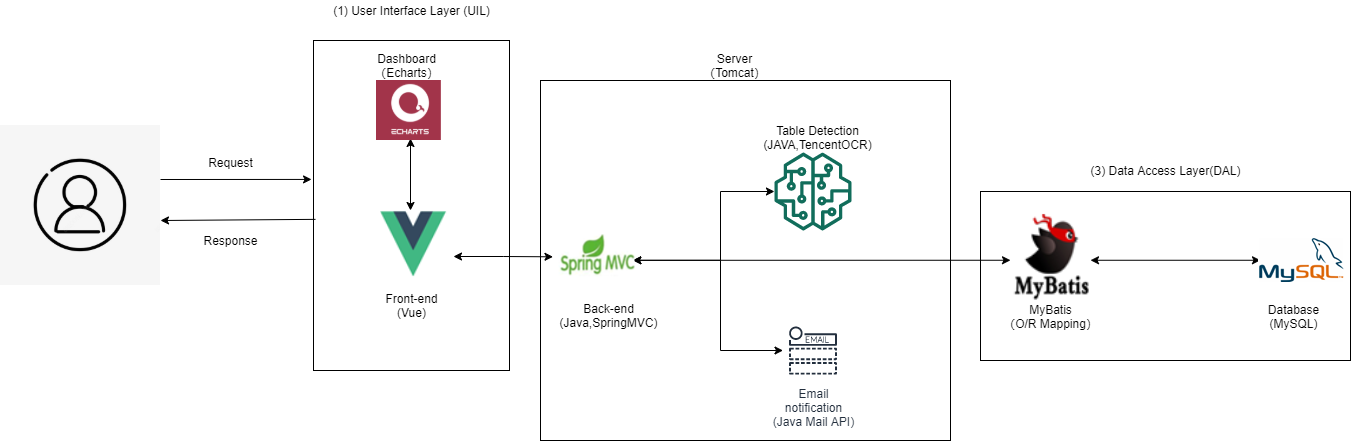 (1) User Interface Layer (UIL)
Dashboard
(Echarts)
ECHARTS
Request
Response
Front-end
(Vue)
Server
(Tomcat)
Table Detection
(JAVA,TencentOCR)
Spring MVC
Back-end
(Java,SpringMVC)
EMAIL
Email
notification
(Java Mail API)
(3) Data Access Layer(DAL)
MyBatis
MyBatis
(O/R Mapping)
MySQL
Database
(MySQL)